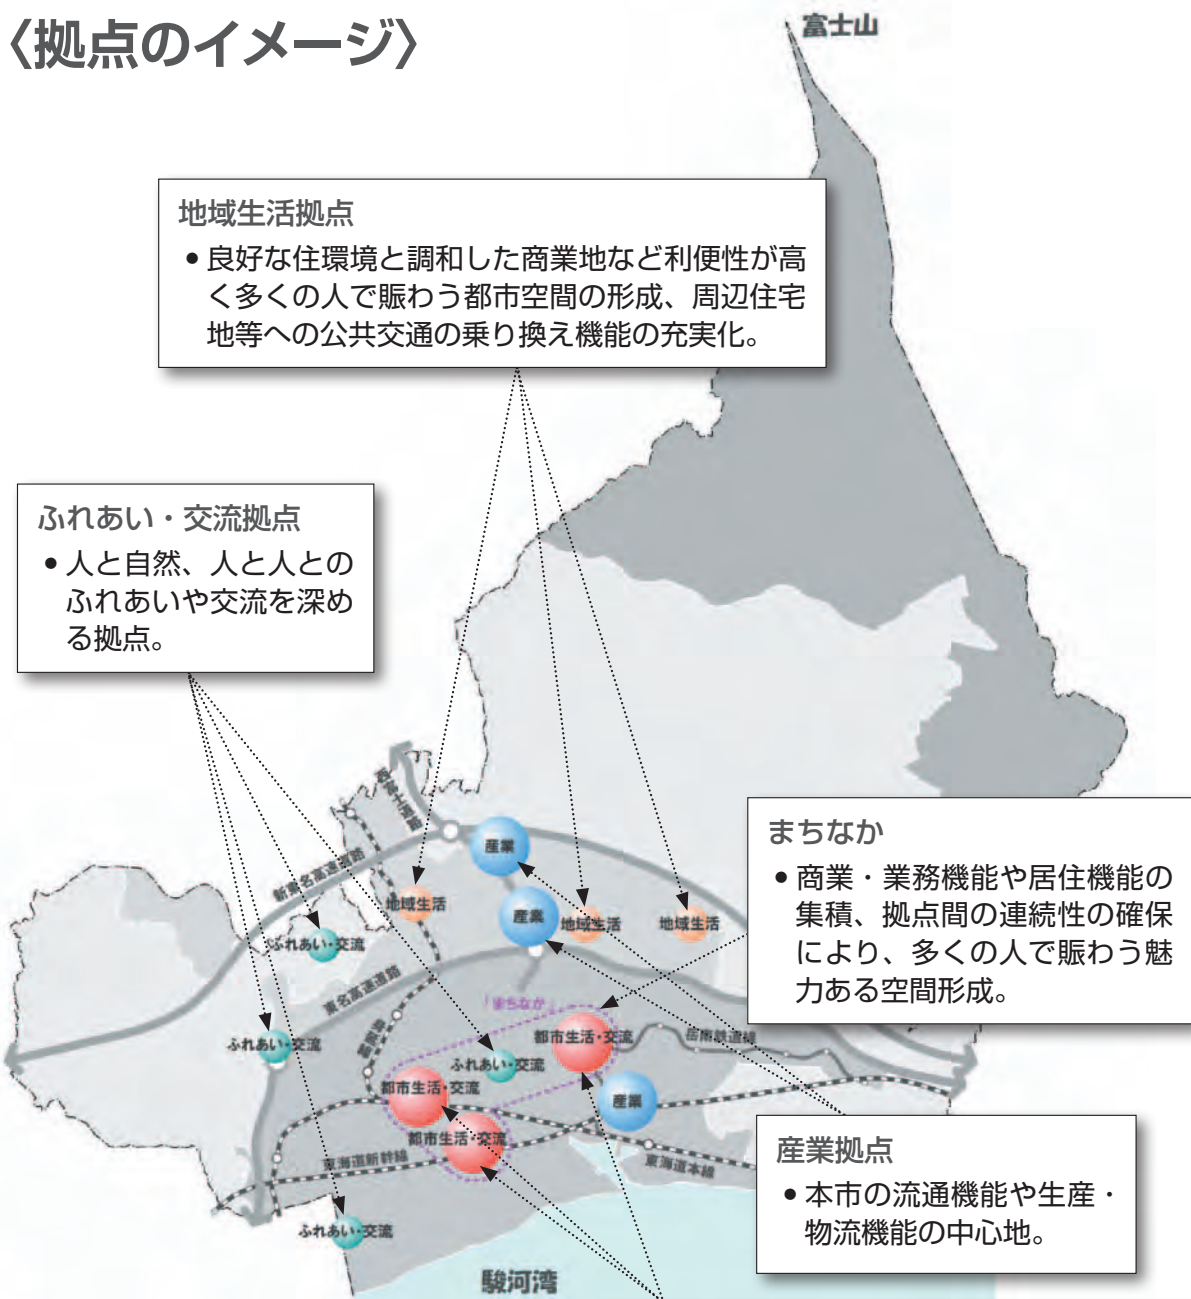 〈拠点のイメージ〉
富士山
地域生活拠点
• 良好な住環境と調和した商業地など利便性が高
く多くの人で賑わう都市空間の形成、周辺住宅
地等への公共交通の乗り換え機能の充実化。
ふれあい・交流拠点
• 人と自然、人と人との
ふれあいや交流を深め
る拠点。
西富士道路
新東名高速道路
産業
まちなか
• 商業・業務機能や居住機能の
集積、拠点間の連続性の確保
により、多くの人で賑わう魅
力ある空間形成。
地域生活
産業
地域生活
地域生活
ふれあい・交流
東名高速道路
「まちなか」
身延線
ふれあい・交流
都市生活・交流
岳南鉄道線
ふれあい・交流
都市生活・交流
産業
都市生活・交流
東海道新幹線
東海道本線
産業拠点
• 本市の流通機能や生産・
物流機能の中心地。
ふれあい・交流
駿河湾